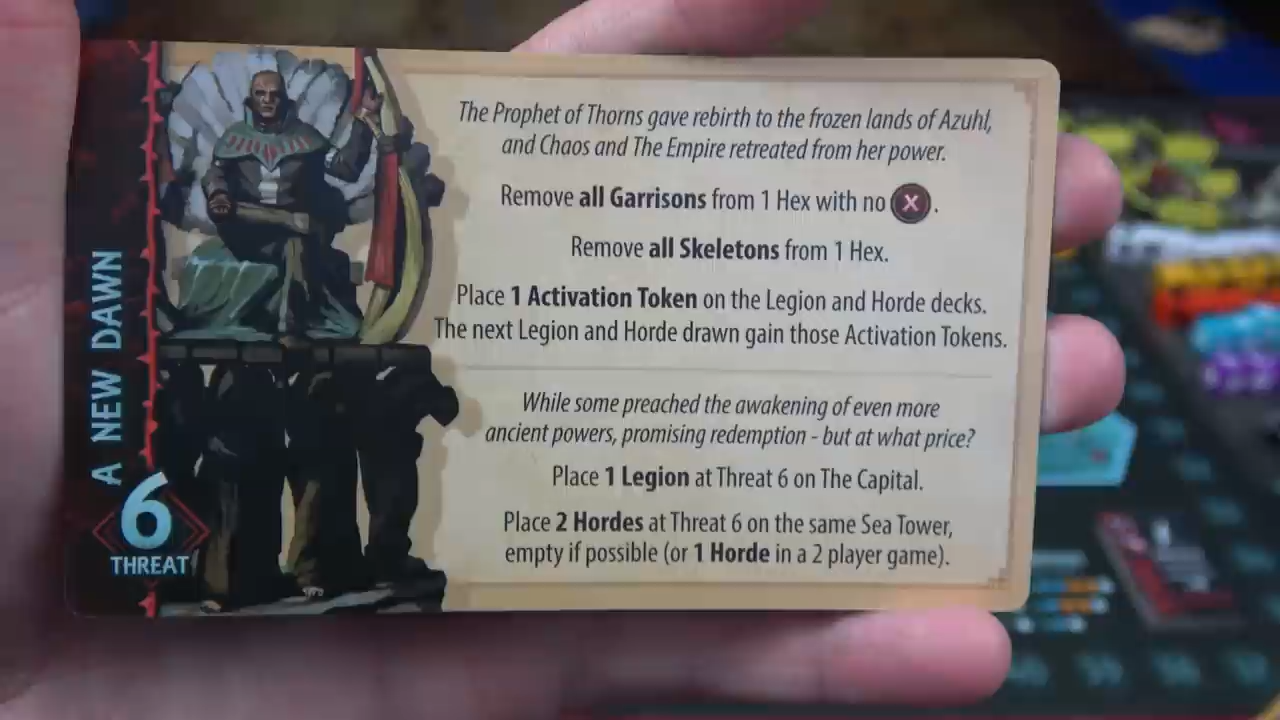 A NEW DAWN
6
THREAT
The Prophet of Thorns gave rebirth to the frozen lands of Azuhl,
and Chaos and The Empire retreated from her power.
Remove all Garrisons from 1 Hex with no X.
Remove all Skeletons from 1 Hex.
Place 1 Activation Token on the Legion and Horde decks.
The next Legion and Horde drawn gain those Activation Tokens.
While some preached the awakening of even more
ancient powers, promising redemption - but at what price?
Place 1 Legion at Threat 6 on The Capital.
Place 2 Hordes at Threat 6 on the same Sea Tower,
empty if possible (or 1 Horde in a 2 player game).